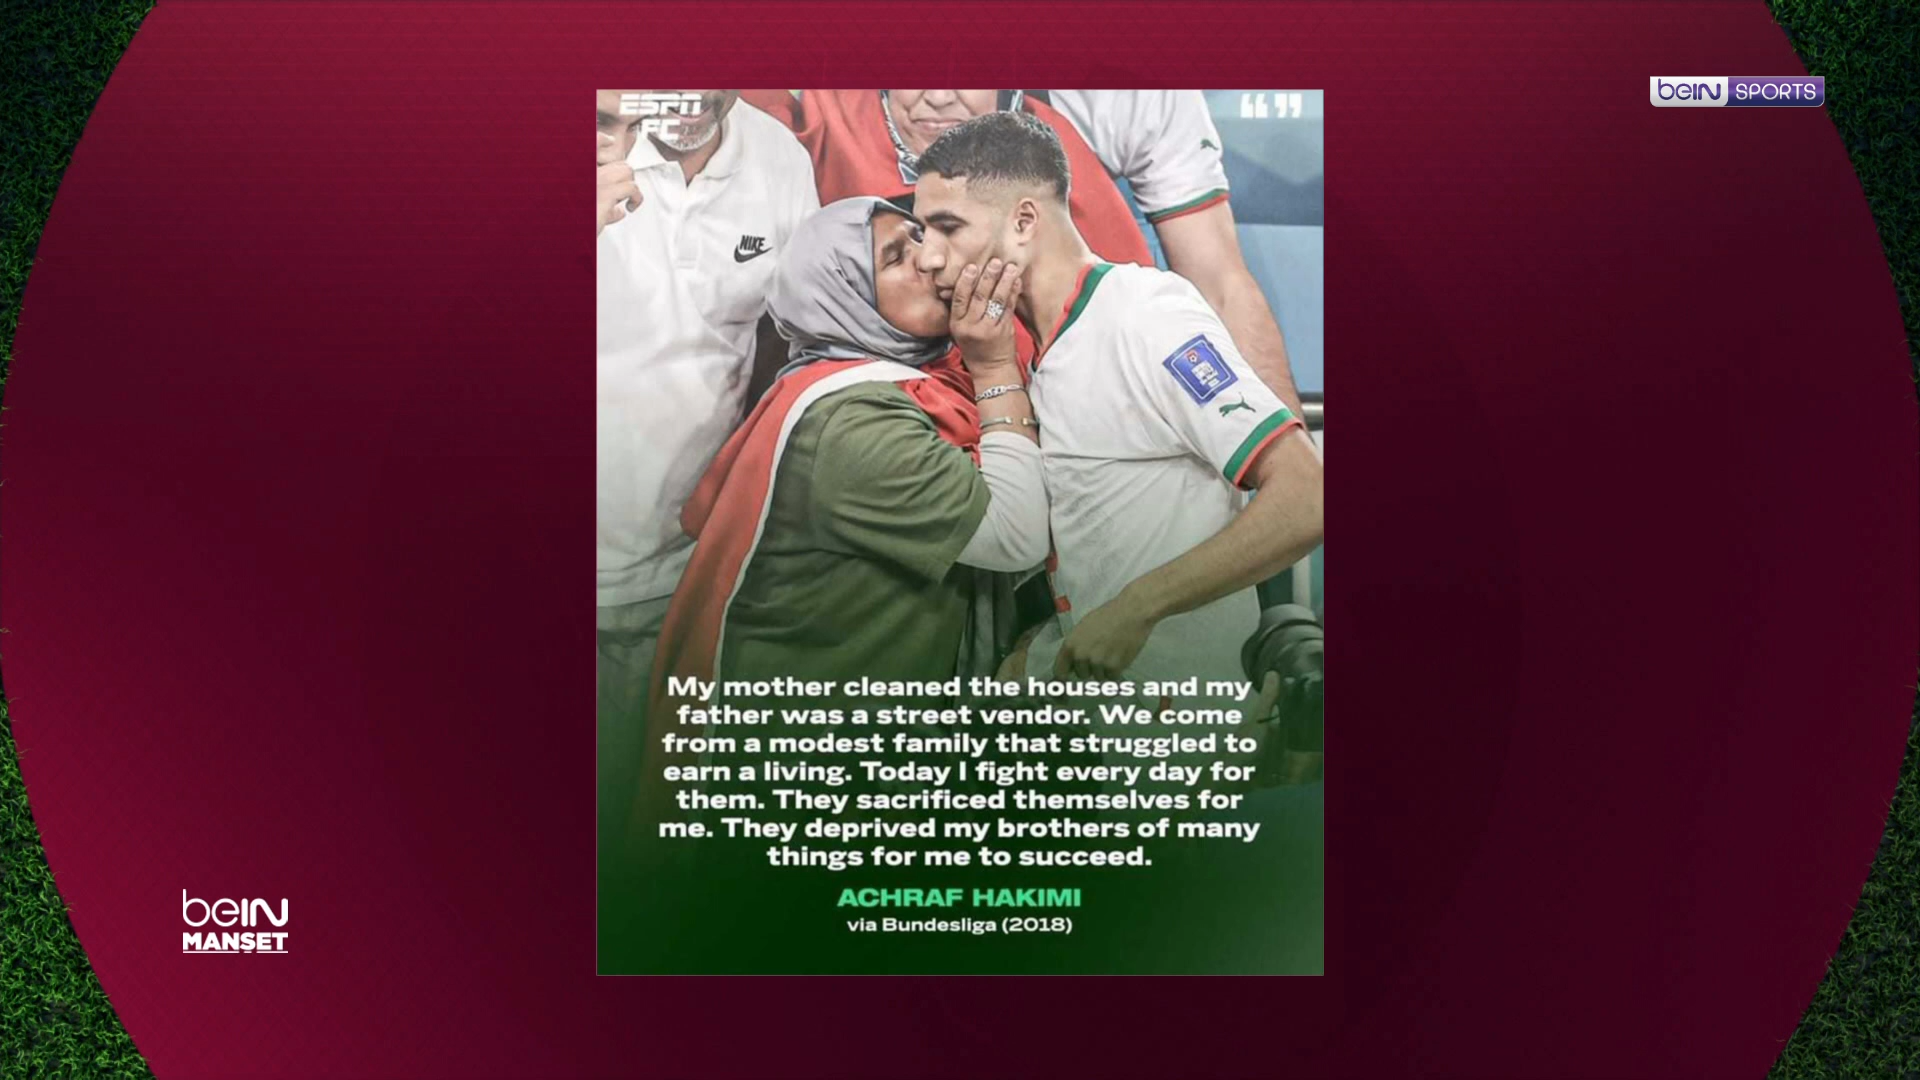 beIN SPORTS
ESPN
FC
NIKE
My mother cleaned the houses and my
father was a street vendor. We come
from a modest family that struggled to
earn a living. Today I fight every day for
them. They sacrificed themselves for
me. They deprived my brothers of many
things for me to succeed.
ACHRAF HAKIMI
via Bundesliga (2018)
beIN
MANŞET